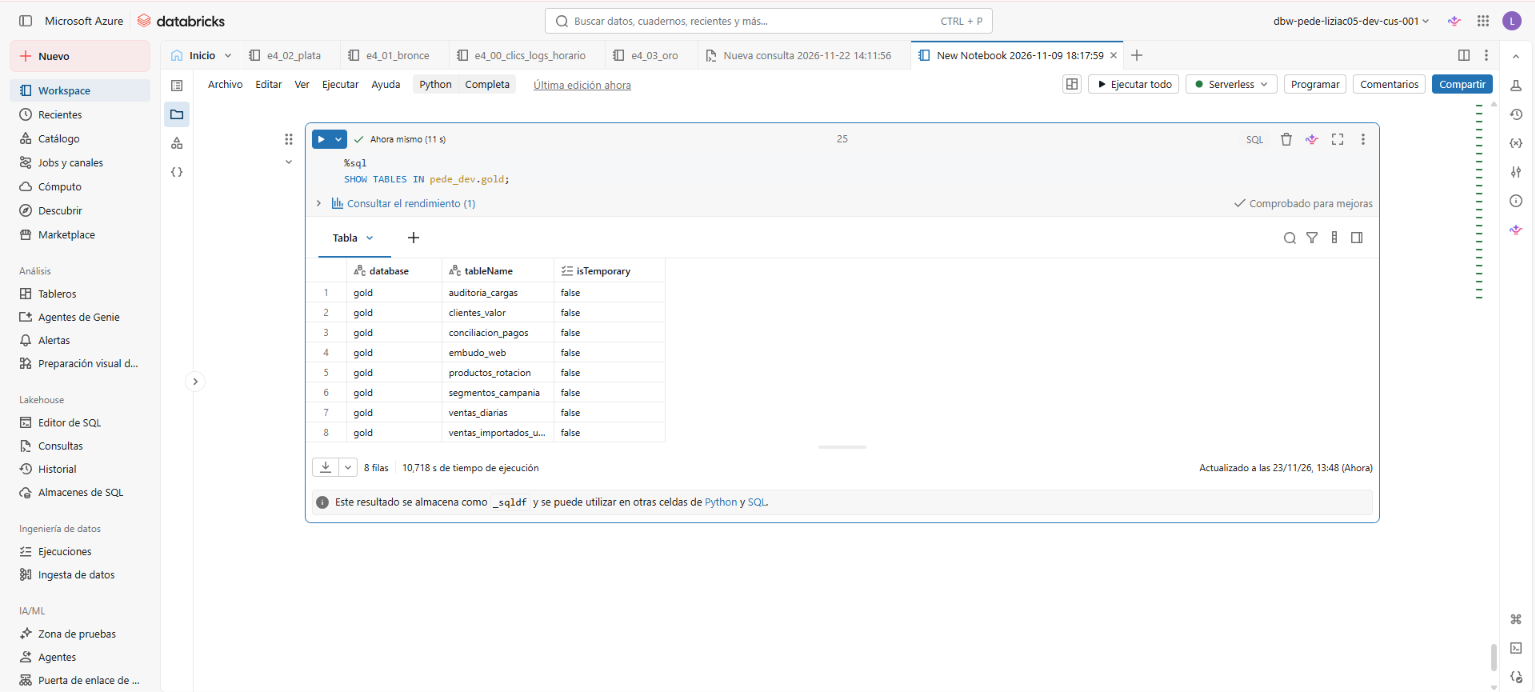 Microsoft Azure databricks Buscar datos, cuadernos, recientes y más... CTRL + P dbw-pede-liziac05-dev-cus-001 L
Nuevo
Inicio e4_02_plata e4_01_bronce e4_00_clics_logs_horario e4_03_oro Nueva consulta 2026-11-22 14:11:56 New Notebook 2026-11-09 18:17:59
Archivo Editar Ver Ejecutar Ayuda Python Completa Última edición ahora Ejecutar todo Serverless Programar Comentarios Compartir
Workspace
Recientes
Catálogo
Jobs y canales
Cómputo
Descubrir
Marketplace
Análisis
Tableros
Agentes de Genie
Alertas
Preparación visual d...
Lakehouse
Editor de SQL
Consultas
Historial
Almacenes de SQL
Ingeniería de datos
Ejecuciones
Ingesta de datos
IA/ML
Zona de pruebas
Agentes
Puerta de enlace de ...
Ahora mismo (11 s) 25 SQL
%sql
SHOW TABLES IN pede_dev.gold;
Consultar el rendimiento (1) Comprobado para mejoras
Tabla
database tableName isTemporary
1 gold auditoria_cargas false
2 gold clientes_valor false
3 gold conciliacion_pagos false
4 gold embudo_web false
5 gold productos_rotacion false
6 gold segmentos_campania false
7 gold ventas_diarias false
8 gold ventas_importados_u... false
8 filas 10,718 s de tiempo de ejecución Actualizado a las 23/11/26, 13:48 (Ahora)
Este resultado se almacena como _sqldf y se puede utilizar en otras celdas de Python y SQL.